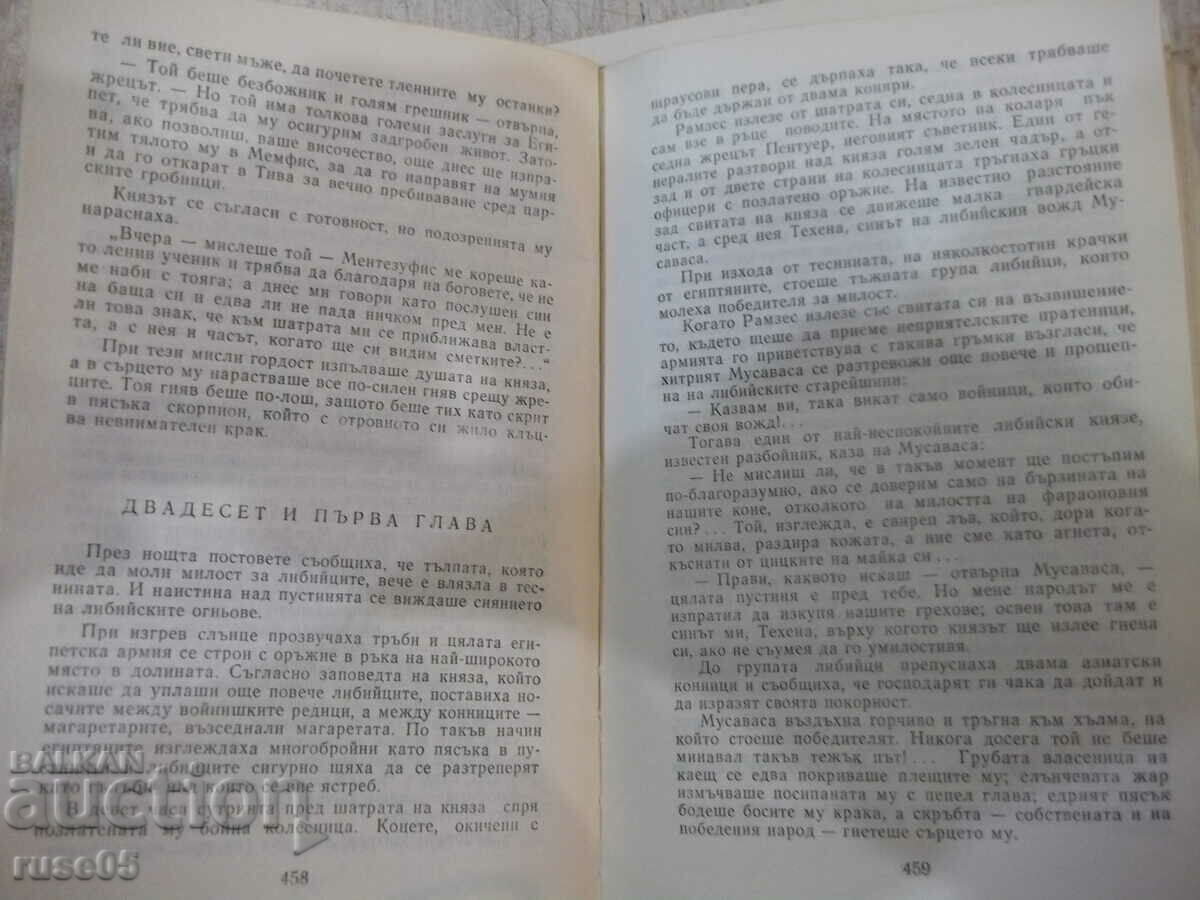 те ли вие, свети мъже, да почетете тленните му останки?
— Той беше безбожник и голям грешник — отвърна
жрецът. — Но той има толкова големи заслуги за Еги-
пет, че трябва да му осигурим задгробен живот. Зато-
ва, ако позволиш, ваше височество, още днес ще изпра-
тим тялото му в Мемфис, за да го направят на мумия
и да го откарат в Тива за вечно пребиваване сред цар-
ските гробници.
Князът се съгласи с готовност, но подозренията му
нараснаха.
„Вчера — мислеше той — Ментезуфис ме кореше ка-
то ленив ученик и трябва да благодаря на боговете, че не
ме наби с тояга; а днес ми говори като послушен син
на баща си и едва ли не пада ничком пред мен. Не е
ли това знак, че към шатрата ми се приближава власт-
та, а с нея и часът, когато ще си видим сметките?...“
При тези мисли гордост изпълваше душата на княза,
а в сърцето му нарастваше все по-силен гняв срещу жре-
ците. Тоя гняв беше по-лош, защото беше тих като скрит
в пясъка скорпион, който с отровното си жило клъц-
ва невнимателен крак.
ДВАДЕСЕТ И ПЪРВА ГЛАВА
През нощта постовете съобщиха, че тълпата, която
иде да моли милост за либийците, вече е влязла в тес-
нината. И наистина над пустинята се виждаше сиянието
на либийските огньове.
При изгрев слънце прозвучаха тръби и цялата еги-
петска армия се строи с оръжие в ръка на най-широкото
място в долината. Съгласно заповедта на княза, който
искаше да уплаши още повече либийците, поставиха но-
сачите между войнишките редици, а между конниците —
магаретарите, възседнали магаретата. По такъв начин
египтяните изглеждаха многобройни като пясъка в пу-
стинята, либийците сигурно щяха да се разтреперят
като гълъби, над които се вие ястреб.
В девет часа сутринта пред шатрата на княза спря
позлатената му бойна колесница. Конете, окичени с
458
щраусови пера, се дърпаха така, че всеки трябваше
да бъде държан от двама коняри.
Рамзес излезе от шатрата си, седна в колесницата и
сам взе в ръце поводите. На мястото на коларя пък
седна жрецът Пентуер, неговият съветник. Един от ге-
нералите разтвори над княза голям зелен чадър, а от-
зад и от двете страни на колесницата тръгнаха гръцки
офицери с позлатено оръжие. На известно разстояние
зад свитата на княза се движеше малка гвардейска
част, а сред нея Техена, синът на либийския вожд Му-
саваса.
При изхода от теснината, на няколкостотин крачки
от египтяните, стоеше тъжната група либийци, които
молеха победителя за милост.
Когато Рамзес излезе със свитата си на възвишение-
то, където щеше да приеме неприятелските пратеници,
армията го приветствува с такива гръмки възгласи, че
хитрият Мусаваса се разтревожи още повече и прошеп-
на на либийските старейшини:
— Казвам ви, така викат само войници, които оби-
чат своя вожд!...
Тогава един от най-неспокойните либийски князе,
известен разбойник, каза на Мусаваса:
— Не мислиш ли, че в такъв момент ще постъпим
по-благоразумно, ако се доверим само на бързината на
нашите коне, отколкото на милостта на фараоновия
син?... Той, изглежда, е свиреп лъв, който, дори кога-
то милва, раздира кожата, а ние сме като агнета, от-
къснати от цицките на майка си...
— Прави, каквото искаш — отвърна Мусаваса, —
цялата пустиня е пред тебе. Но мене народът ме е
изпратил да изкупя нашите грехове; освен това там е
синът ми, Техена, върху когото князът ще излее гнева
си, ако не съумея да го умилостивя.
До групата либийци препуснаха двама азиатски
конници и съобщиха, че господарят ги чака да дойдат и
да изразят своята покорност.
Мусаваса въздъхна горчиво и тръгна към хълма, на
който стоеше победителят. Никога досега той не беше
минавал такъв тежък път!... Грубата власеница на
каещ се едва покриваше плещите му; слънчевата жар
измъчваше посипаната му с пепел глава; едрият пясък
бодеше босите му крака, а скръбта — собствената и на
победения народ — гнетеше сърцето му.
459
БАЛКАН
auction
ruse05